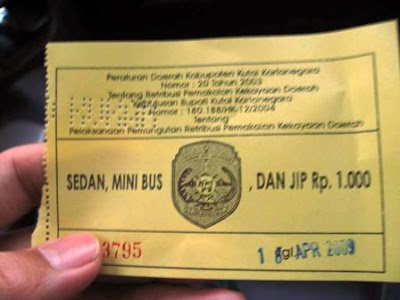 Peraturan Daerah Kabupaten Kutai Kartanegara
Nomor : 20 Tahun 2003
Tentang Retribusi Pemakaian Kekayaan Daerah
Keputusan Bupati Kutai Kartanegara
Nomor : 180.188/HK-12/2004
Tentang
Pelaksanaan Pemungutan Retribusi Pemakaian Kekayaan Daerah
SEDAN, MINI BUS , DAN JIP Rp. 1.000
3795
Tgl APR